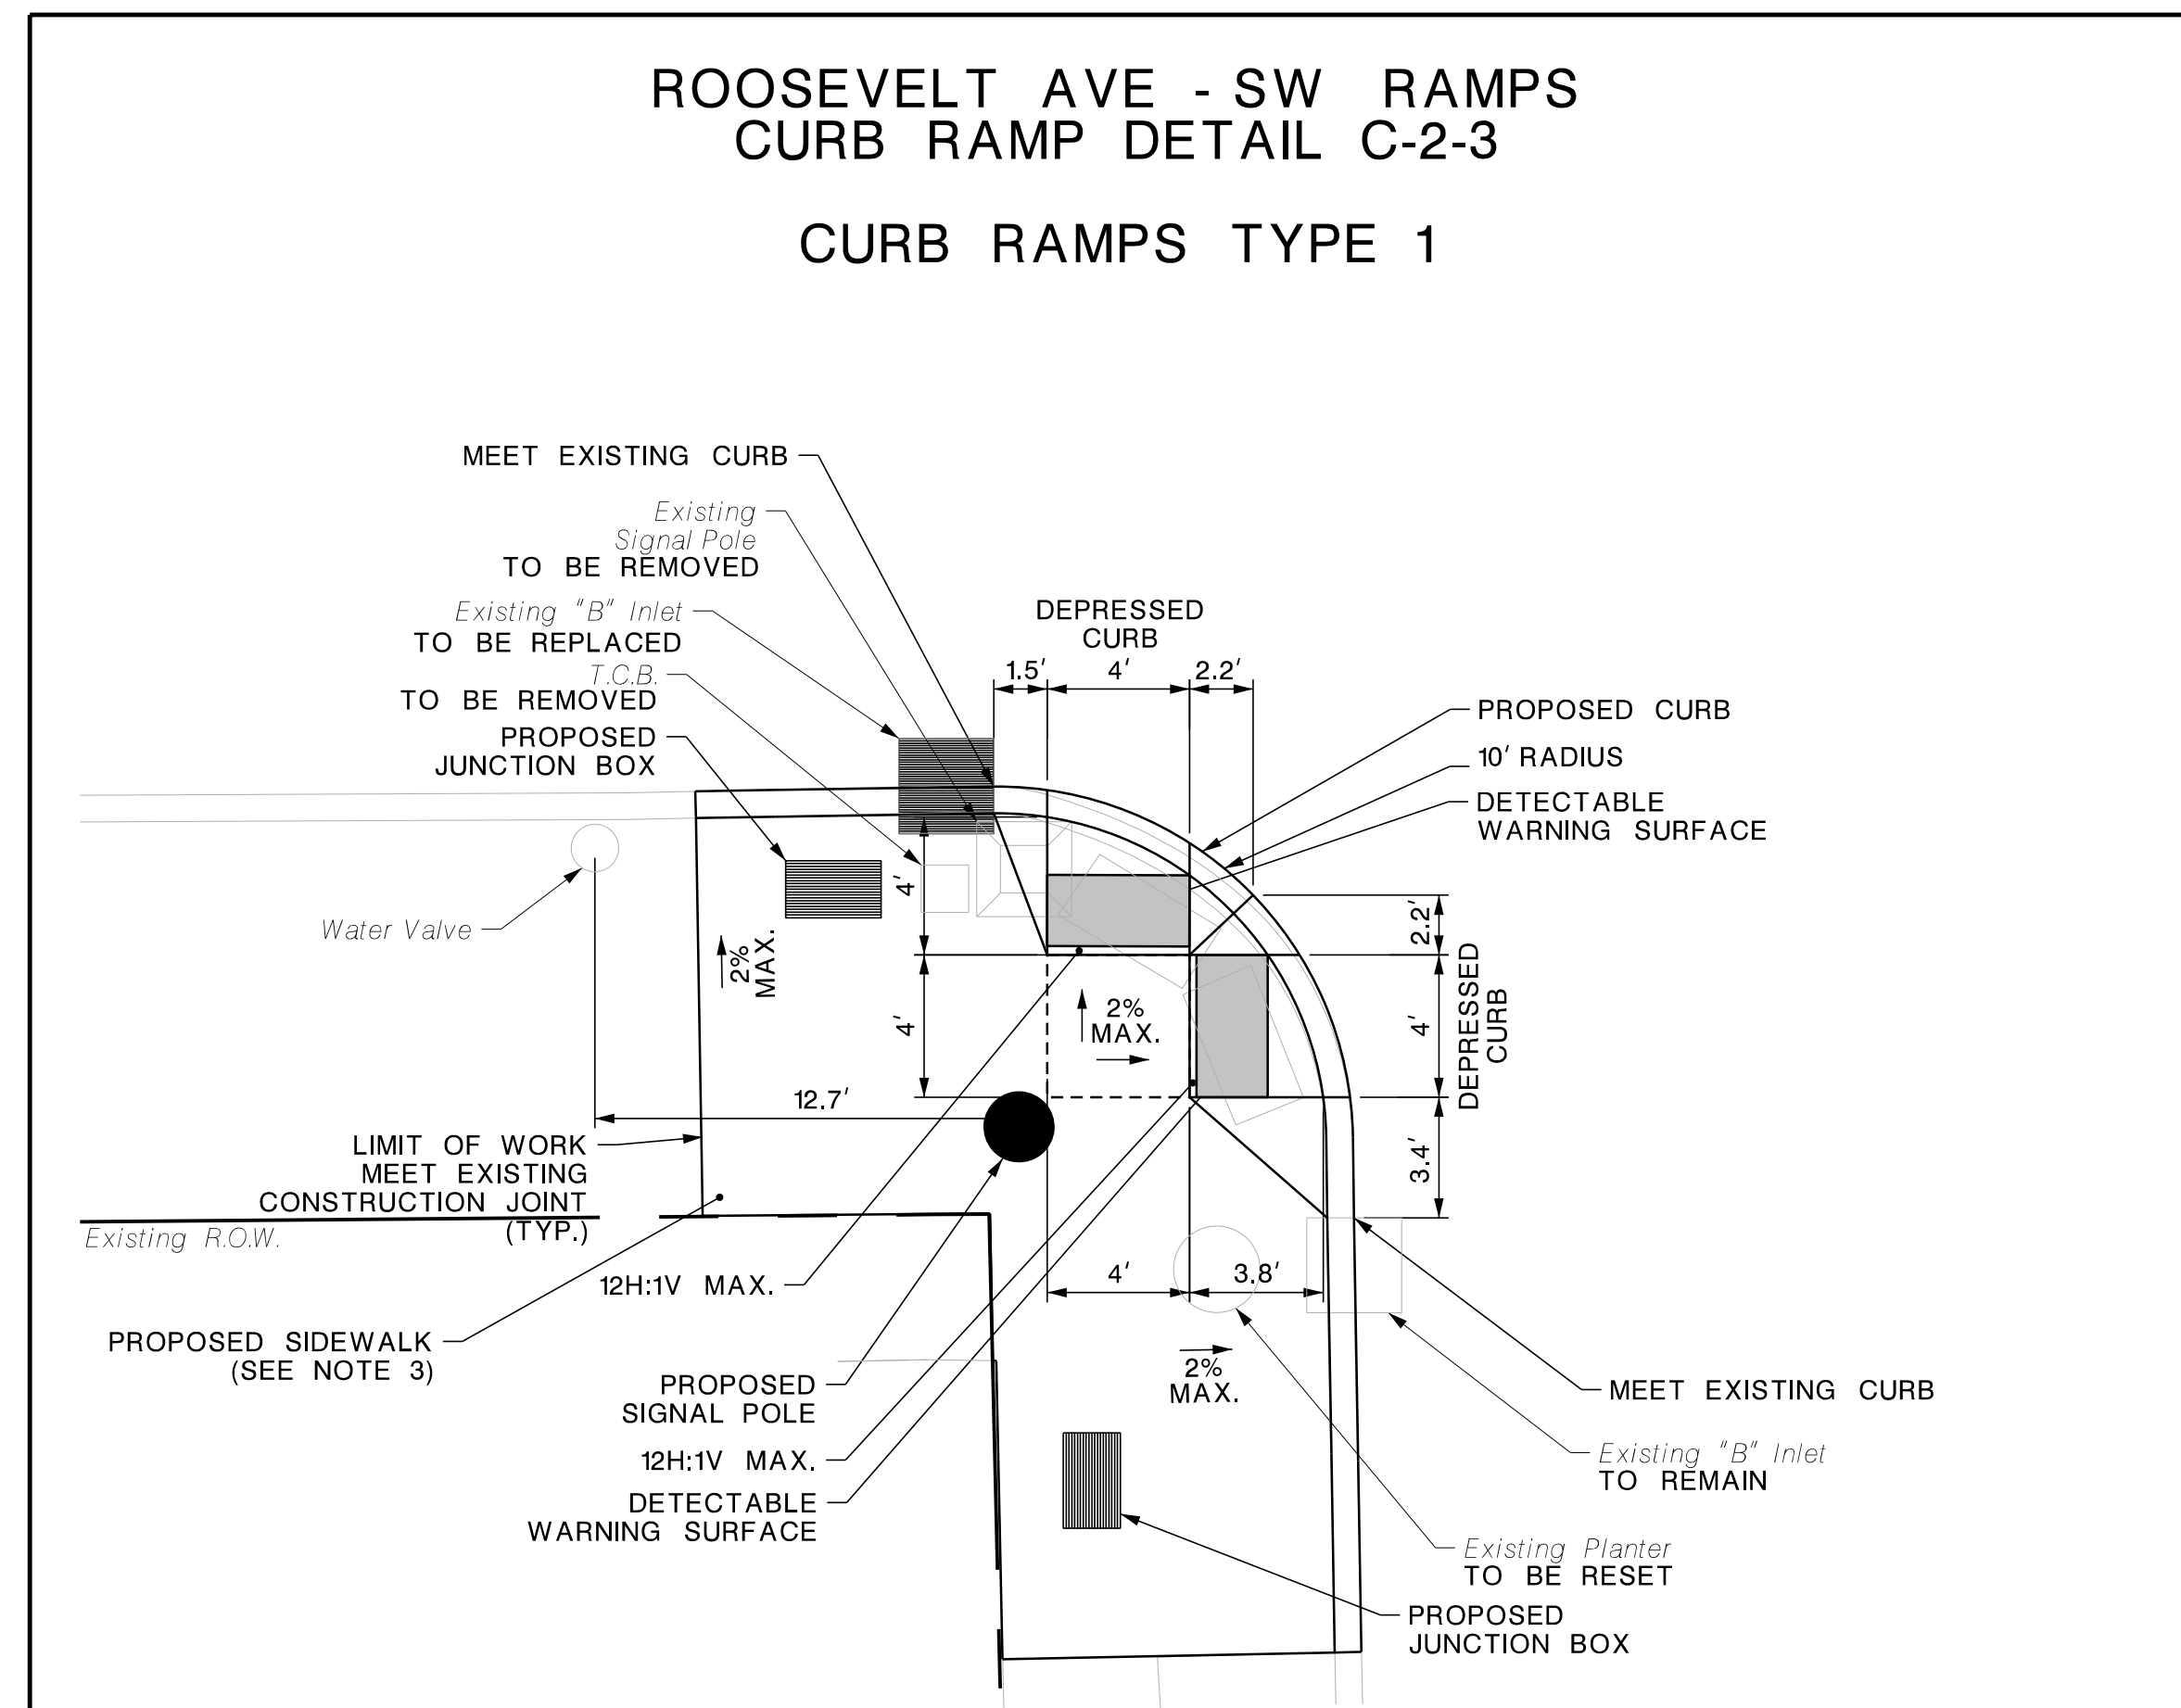 ROOSEVELT AVE - SW RAMPS
CURB RAMP DETAIL C-2-3
CURB RAMPS TYPE 1
MEET EXISTING CURB
Existing
Signal Pole
TO BE REMOVED
Existing "B" Inlet
TO BE REPLACED
T.C.B.
TO BE REMOVED
PROPOSED
JUNCTION BOX
DEPRESSED
CURB
1.5'
4'
2.2'
PROPOSED CURB
10' RADIUS
DETECTABLE
WARNING SURFACE
Water Valve
2%
MAX.
4'
4'
2%
MAX.
2.2'
4'
DEPRESSED
CURB
3.4'
12.7'
LIMIT OF WORK
MEET EXISTING
CONSTRUCTION JOINT
(TYP.)
Existing R.O.W.
12H:1V MAX.
4'
3.8'
PROPOSED SIDEWALK
(SEE NOTE 3)
PROPOSED
SIGNAL POLE
12H:1V MAX.
DETECTABLE
WARNING SURFACE
2%
MAX.
MEET EXISTING CURB
Existing "B" Inlet
TO REMAIN
Existing Planter
TO BE RESET
PROPOSED
JUNCTION BOX